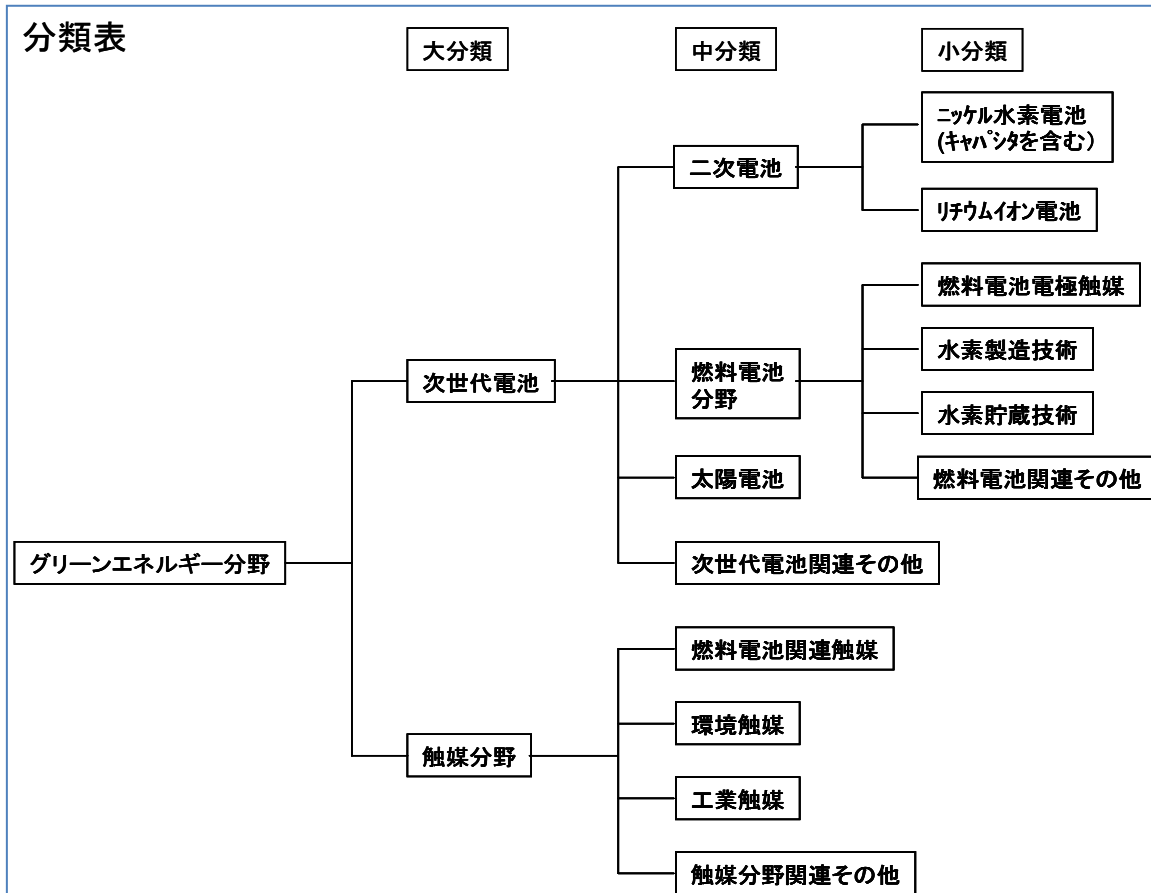 分類表
大分類
中分類
小分類
ﾆｯｹﾙ水素電池
(ｷｬﾊﾟｼﾀを含む）
二次電池
ﾘﾁｳﾑｲｵﾝ電池
燃料電池電極触媒
水素製造技術
次世代電池
燃料電池
分野
水素貯蔵技術
太陽電池
燃料電池関連その他
グリーンエネルギー分野
次世代電池関連その他
燃料電池関連触媒
環境触媒
触媒分野
工業触媒
触媒分野関連その他